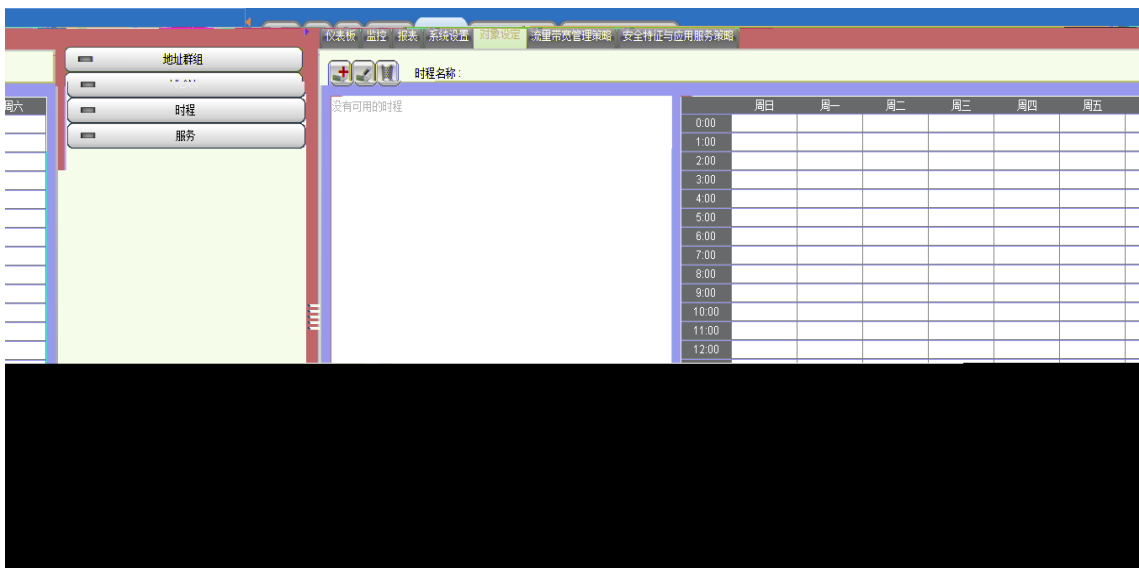 仪表板 监控 报表 系统设置 对象设定 流里带宽管理策略 安全特征与应用服务策略
地址群组
时程
服务
时程名称:
没有可用的时程
周六
周日 周一 周二 周三 周四 周五
0:00
1:00
2:00
3:00
4:00
5:00
6:00
7:00
8:00
9:00
10:00
11:00
12:00